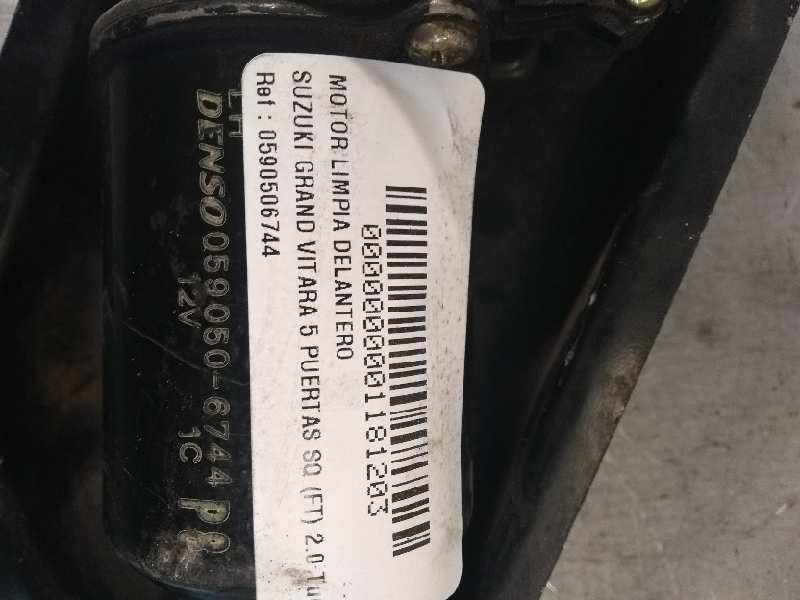 0000000001181203
MOTOR LIMPIA DELANTERO
SUZUKI GRAND VITARA 5 PUERTAS SQ (FT) 2.0
Ref : 0590506744
LH
DENSO 059050-6744 P8
12V 1C